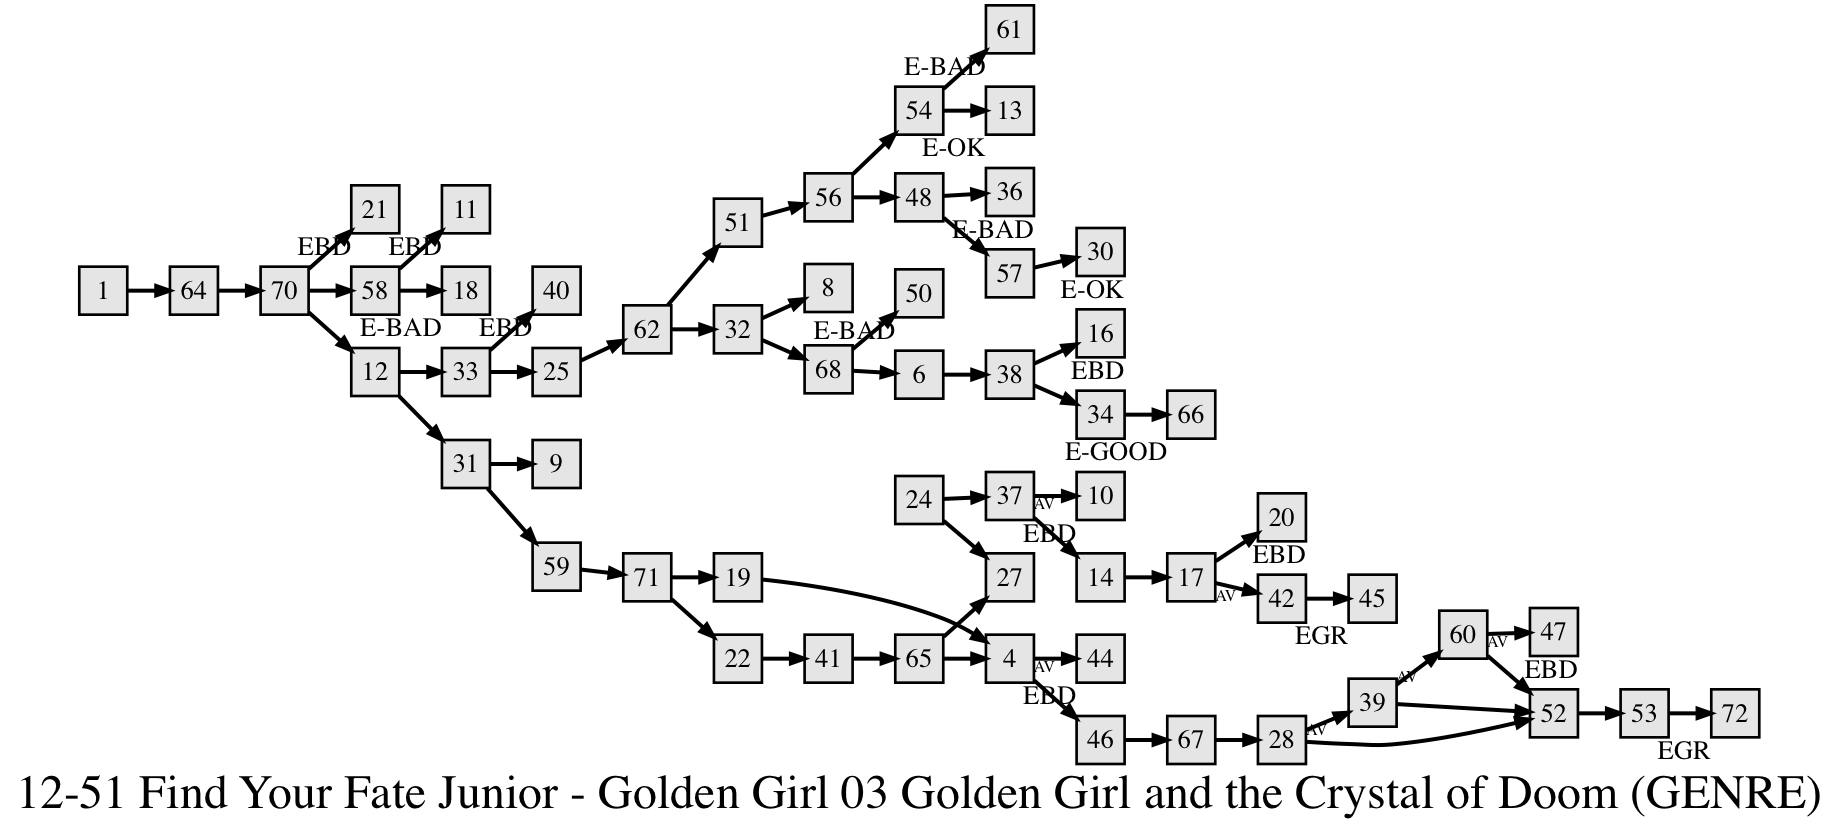 61
E-BAD
54
13
E-OK
21
11
51
56
48
36
EBD
EBD
E-BAD
1
64
70
58
18
40
8
50
57
30
E-OK
E-BAD
EBD
62
32
E-BAD
16
12
33
25
68
6
38
EBD
34
66
E-GOOD
31
9
24
37
AV
10
EBD
20
EBD
59
71
19
27
14
17
AV
42
45
EGR
22
41
65
4
AV
44
EBD
60
AV
47
EBD
39
AV
52
53
72
46
67
28
AV
EGR
12-51 Find Your Fate Junior - Golden Girl 03 Golden Girl and the Crystal of Doom (GENRE)